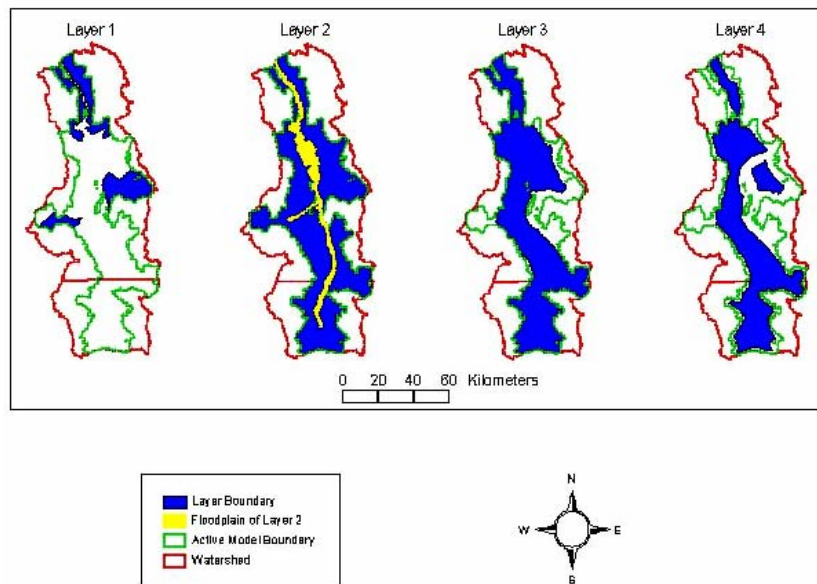 Layer 1
Layer 2
Layer 3
Layer 4
0 20 40 60 Kilometers
Layer Boundary
Floodplain of Layer 2
Active Model Boundary
Watershed
N
W
E
S